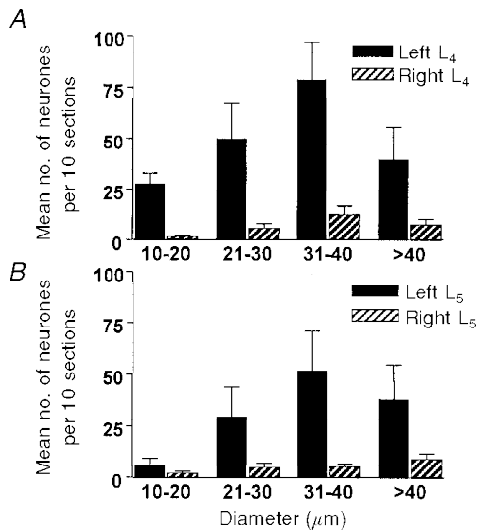 A
Mean no. of neurones
per 10 sections
100
75
50
25
0
Left L4
Right L4
10-20 21-30 31-40 >40
B
Mean no. of neurones
per 10 sections
100
75
50
25
0
Left L5
Right L5
10-20 21-30 31-40 >40
Diameter (μm)